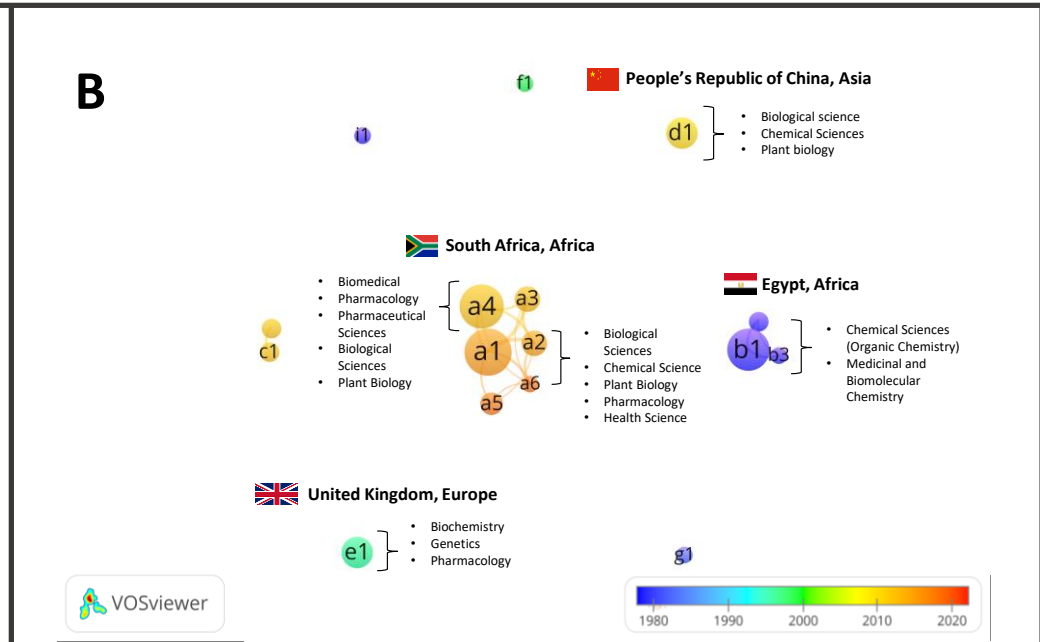 B
f1
i1
People's Republic of China, Asia
d1
• Biological science
• Chemical Sciences
• Plant biology
South Africa, Africa
• Biomedical
• Pharmacology
• Pharmaceutical
Sciences
• Biological
Sciences
• Plant Biology
a4
a3
a1
a2
a6
a5
c1
• Biological
Sciences
• Chemical Science
• Plant Biology
• Pharmacology
• Health Science
Egypt, Africa
b1
b3
• Chemical Sciences
(Organic Chemistry)
• Medicinal and
Biomolecular
Chemistry
United Kingdom, Europe
e1
• Biochemistry
• Genetics
• Pharmacology
g1
VOSviewer
1980 1990 2000 2010 2020